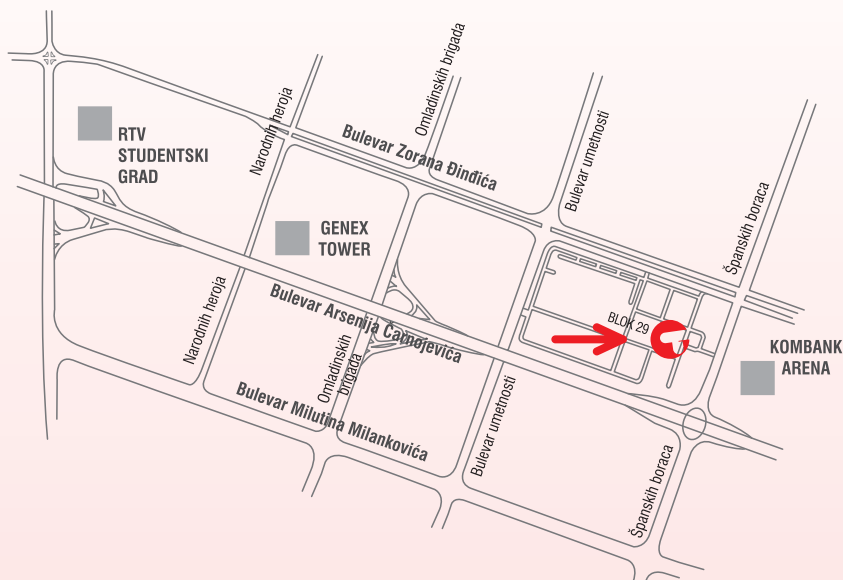 Omladinskih brigada
Narodnih heroja
Bulevar Zorana Đinđića
Bulevar umetnosti
RTV
STUDENTSKI
GRAD
Španskih boraca
GENEX
TOWER
Bulevar Arsenija Čarnojevića
Narodnih heroja
BLOK 29
KOMBANK
ARENA
Omladinskih
brigada
Bulevar umetnosti
Bulevar Milutina Milankovića
Španskih boraca